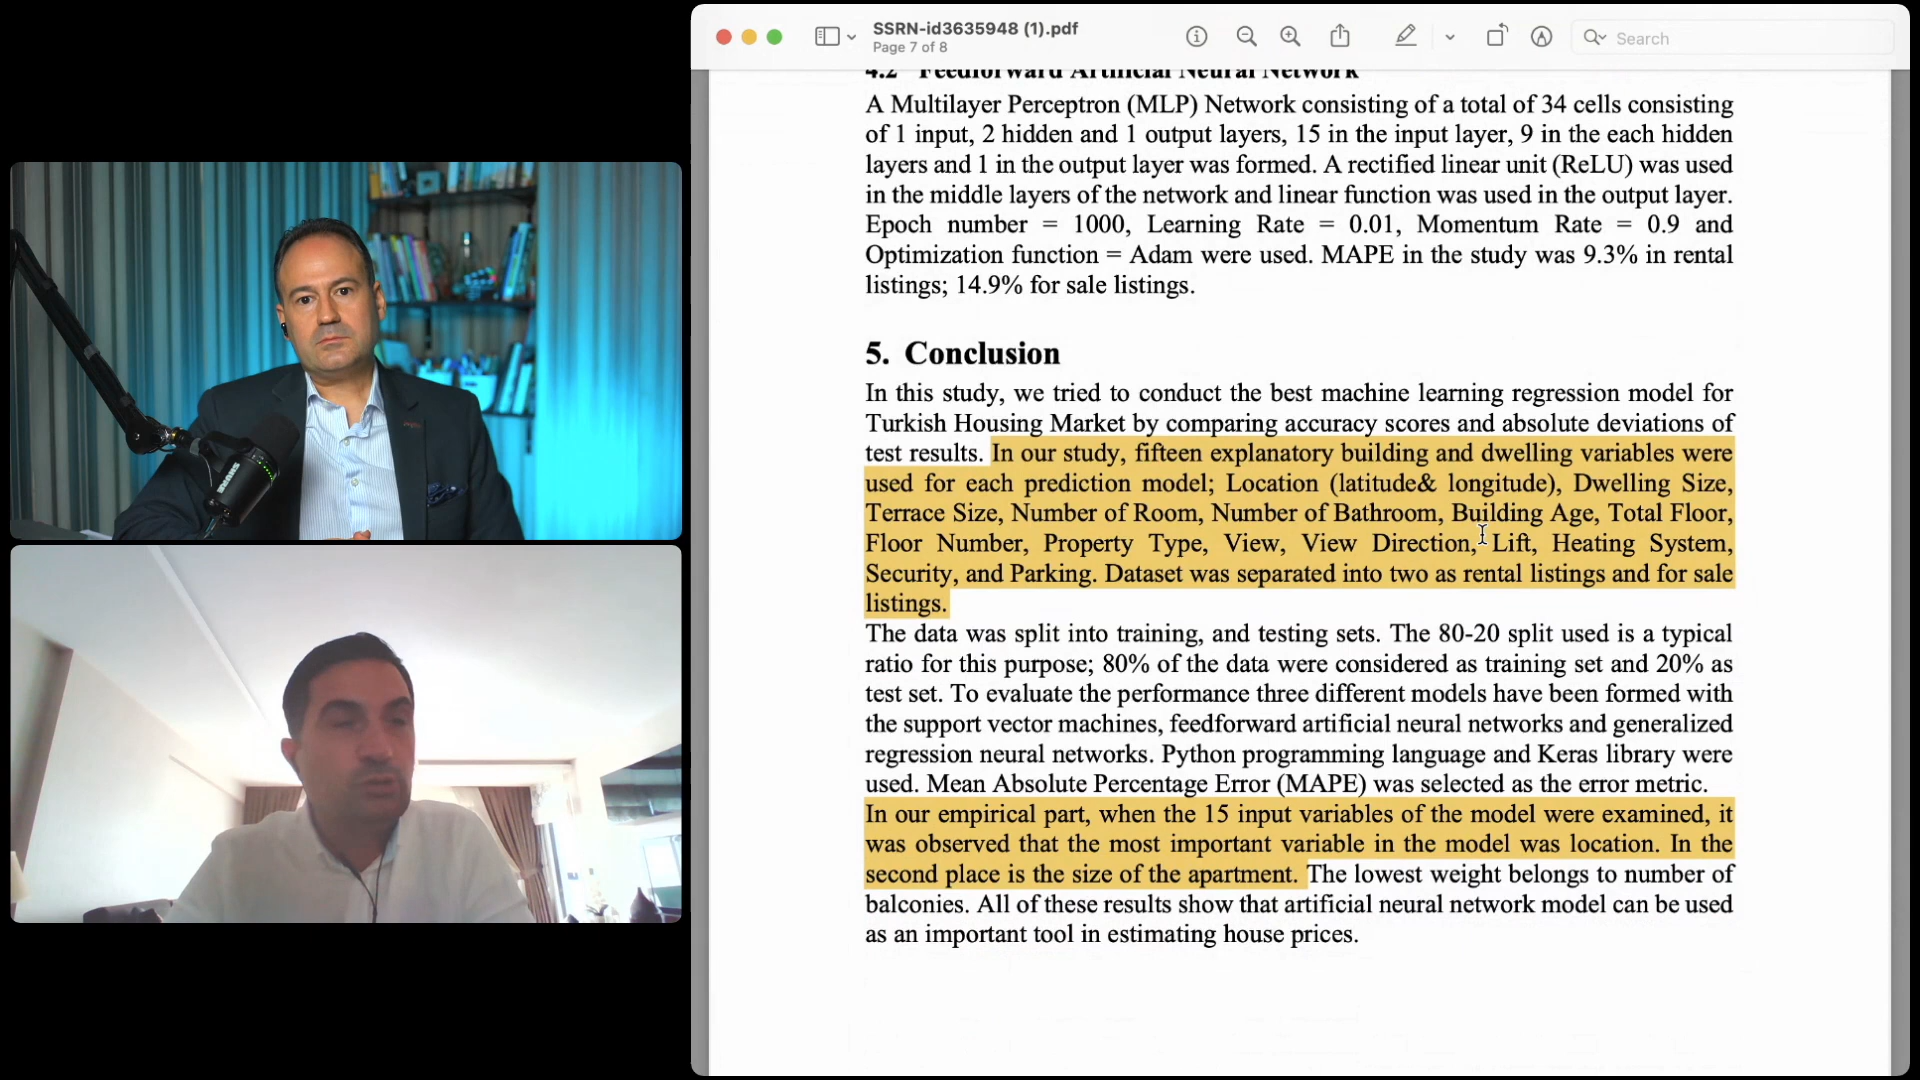 SSRN-id3635948 (1).pdf
Page 7 of 8
Search
4.2 Feedforward Artificial Neural Network
A Multilayer Perceptron (MLP) Network consisting of a total of 34 cells consisting
of 1 input, 2 hidden and 1 output layers, 15 in the input layer, 9 in the each hidden
layers and 1 in the output layer was formed. A rectified linear unit (ReLU) was used
in the middle layers of the network and linear function was used in the output layer.
Epoch number = 1000, Learning Rate = 0.01, Momentum Rate = 0.9 and
Optimization function = Adam were used. MAPE in the study was 9.3% in rental
listings; 14.9% for sale listings.
5. Conclusion
In this study, we tried to conduct the best machine learning regression model for
Turkish Housing Market by comparing accuracy scores and absolute deviations of
test results. In our study, fifteen explanatory building and dwelling variables were
used for each prediction model; Location (latitude& longitude), Dwelling Size,
Terrace Size, Number of Room, Number of Bathroom, Building Age, Total Floor,
Floor Number, Property Type, View, View Direction, Lift, Heating System,
Security, and Parking. Dataset was separated into two as rental listings and for sale
listings.
The data was split into training, and testing sets. The 80-20 split used is a typical
ratio for this purpose; 80% of the data were considered as training set and 20% as
test set. To evaluate the performance three different models have been formed with
the support vector machines, feedforward artificial neural networks and generalized
regression neural networks. Python programming language and Keras library were
used. Mean Absolute Percentage Error (MAPE) was selected as the error metric.
In our empirical part, when the 15 input variables of the model were examined, it
was observed that the most important variable in the model was location. In the
second place is the size of the apartment. The lowest weight belongs to number of
balconies. All of these results show that artificial neural network model can be used
as an important tool in estimating house prices.
SHURE